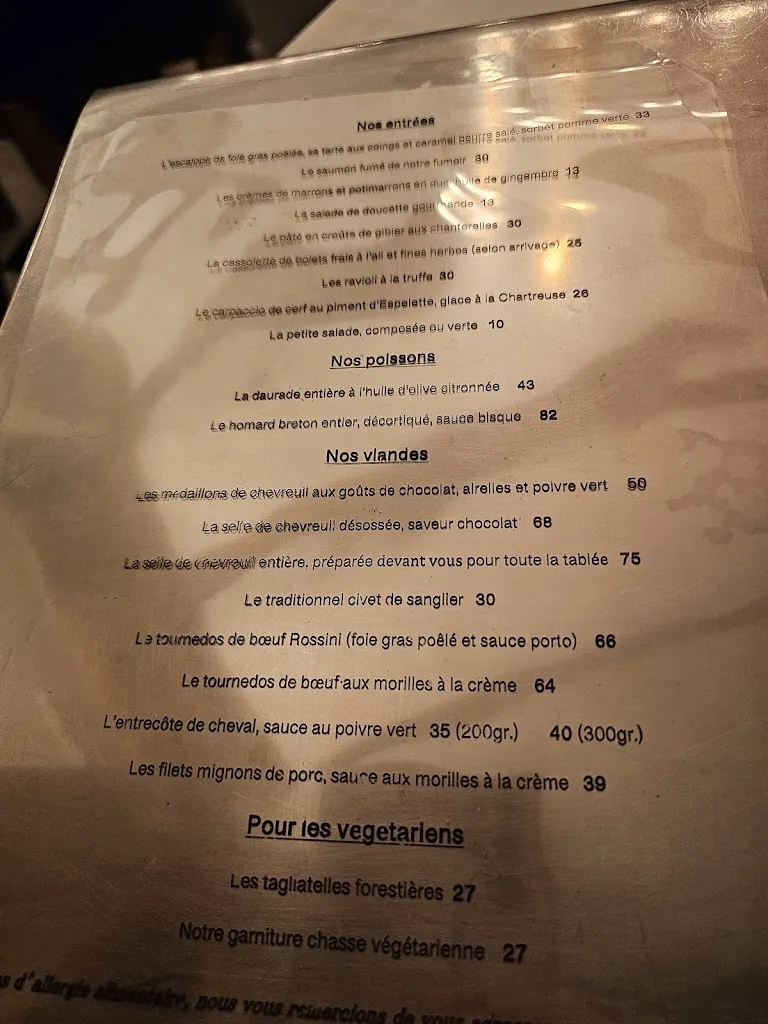 Nos entrées
L'escalope de foie gras poêlée, sa tarte aux coings et caramel beurre salé, sorbet pomme verte 33
Le saumon fumé de notre fumoir 30
Les crèmes de marrons et potimarrons en duo, huile de gingembre 13
La salade de doucette gourmande 13
Le pâté en croûte de gibier aux chanterelles 30
La cassolette de bolets frais à l'ail et fines herbes (selon arrivage) 25
Les ravioli à la truffe 30
Le carpaccio de cerf au piment d'Espelette, glace à la Chartreuse 26
La petite salade, composée ou verte 10
Nos poissons
La daurade entière à l'huile d'olive citronnée 43
Le homard breton entier, décortiqué, sauce bisque 82
Nos viandes
Les médaillons de chevreuil aux goûts de chocolat, airelles et poivre vert 50
La selle de chevreuil désossée, saveur chocolat 68
La selle de chevreuil entière, préparée devant vous pour toute la tablée 75
Le traditionnel civet de sanglier 30
Le tournedos de bœuf Rossini (foie gras poêlé et sauce porto) 66
Le tournedos de bœuf aux morilles à la crème 64
L'entrecôte de cheval, sauce au poivre vert 35 (200gr.) 40 (300gr.)
Les filets mignons de porc, sauce aux morilles à la crème 39
Pour les vegetariens
Les tagliatelles forestières 27
Notre garniture chasse végétarienne 27
d'allergie alimentaire, nous vous remercions de vous